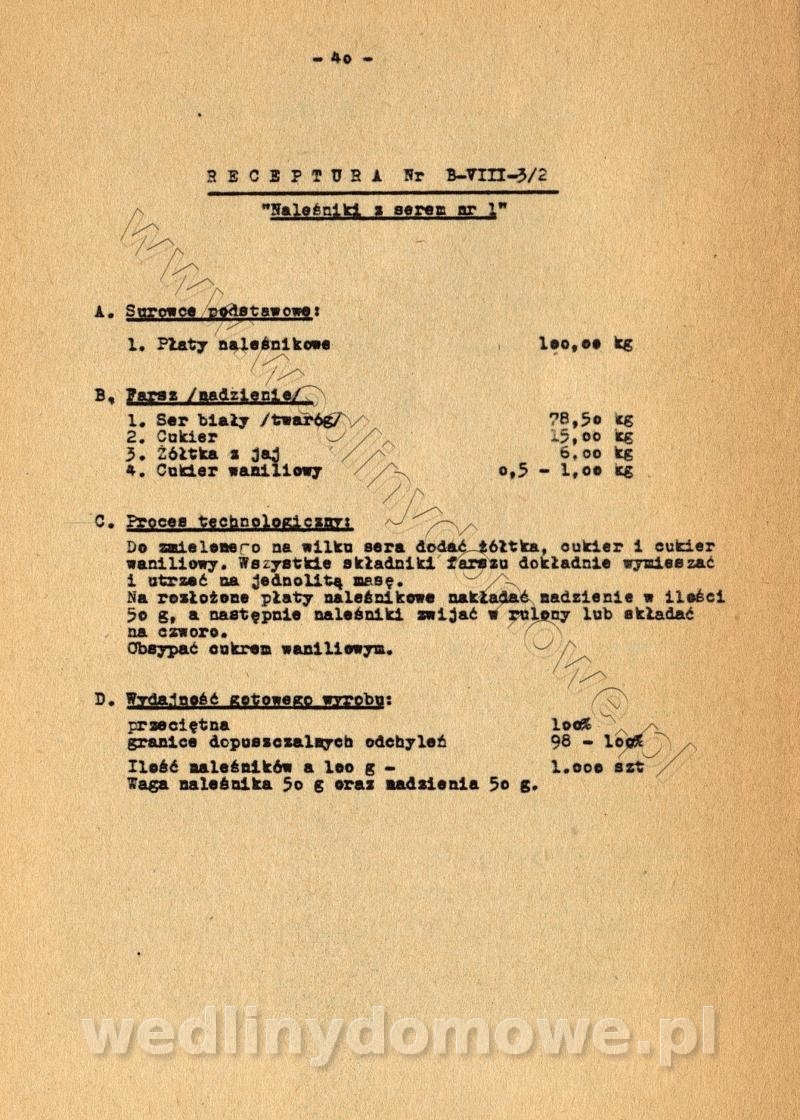 - 40 -
RECEPTURA Nr B-VIII-3/2
"Naleśniki z serem nr 1"
A. Surowce podstawowe:
1. Płaty naleśnikowe 100,00 kg
B, Farsz /nadzienie/
1. Ser biały /twaróg/ 78,50 kg
2. Cukier 15,00 kg
3. Żółtka z jaj 6,00 kg
4. Cukier waniliowy 0,5 - 1,00 kg
C. Proces technologiczny:
Do zmielonego na wilku sera dodać żółtka, cukier i cukier
waniliowy. Wszystkie składniki farszu dokładnie wymieszać
i utrzeć na jednolitą masę.
Na rozłożone płaty naleśnikowe nakładać nadzienie w ilości
50 g, a następnie naleśniki zwijać w rulony lub składać
na czworo.
Obsypać cukrem waniliowym.
D. Wydajność gotowego wyrobu:
przeciętna 100%
granice dopuszczalnych odchyleń 98 - 100%
Ilość naleśników a 100 g - 1.000 szt
Waga naleśnika 50 g oraz nadzienia 50 g.
www.wedlinydomowe.pl
wedlinydomowe.pl